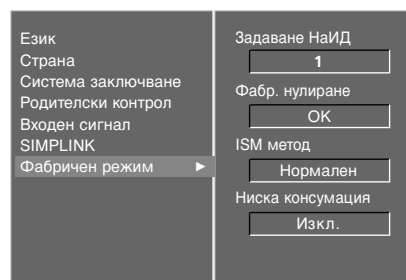 Език
Страна
Система заключване
Родителски контрол
Входен сигнал
SIMPLINK
Фабричен режим ►
Задаване НаИД
1
Фабр. нулиране
OK
ISM метод
Нормален
Ниска консумация
Изкл.